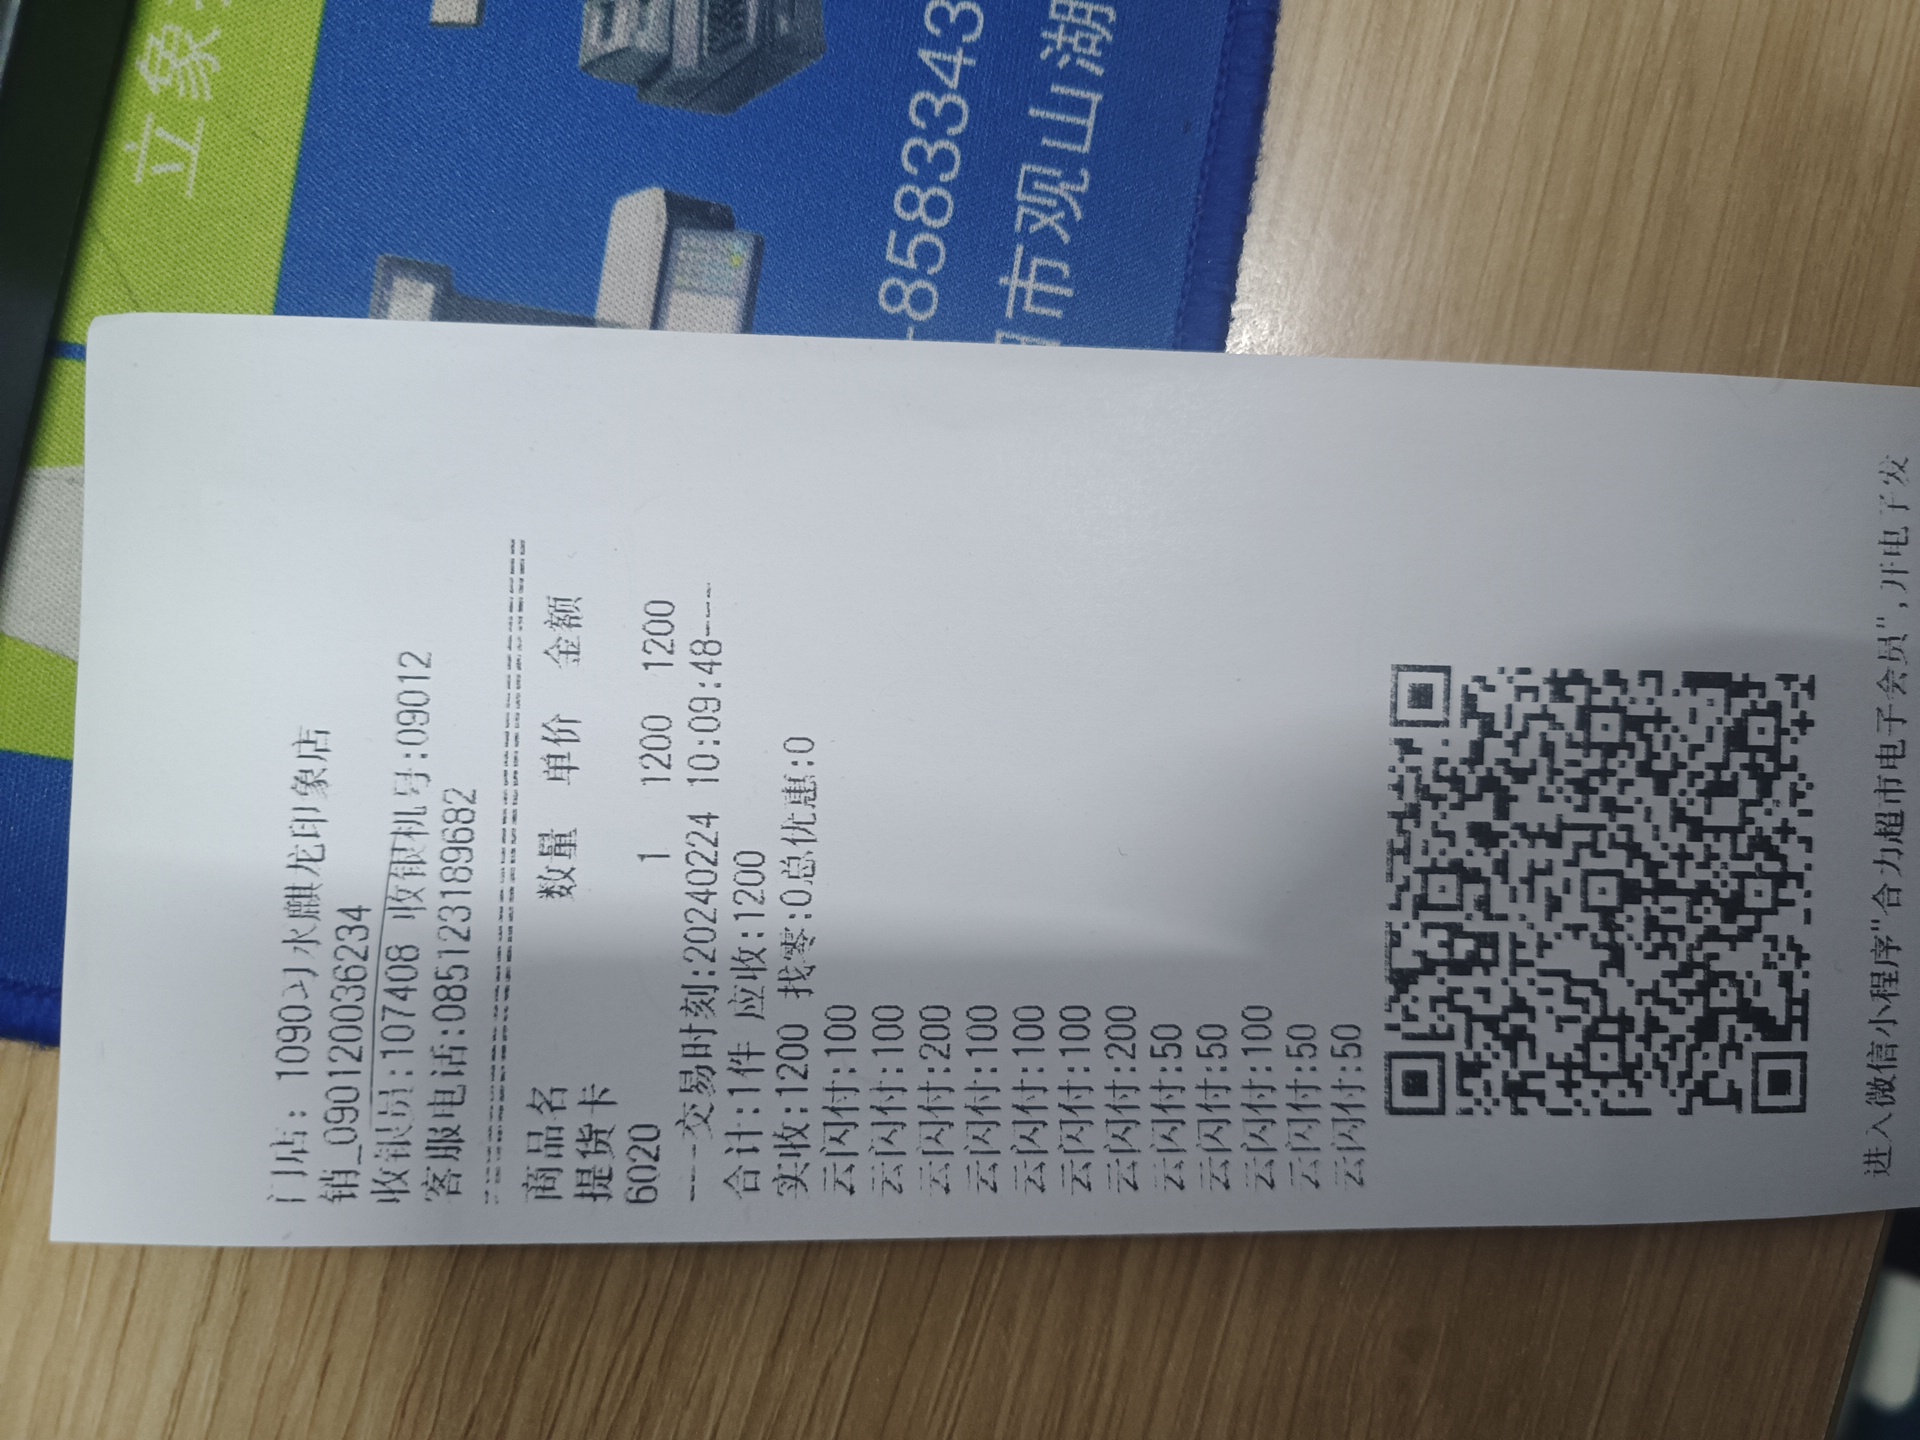 立象
-8583343
市观山湖
门店: 1090习水麒龙印象店
销_090120036234
收银员:107408 收银机号:09012
客服电话:085123189682
商品名 数量 单价 金额
提货卡
6020 1 1200 1200
----交易时刻:20240224 10:09:48---
合计:1件 应收:1200
实收:1200 找零:0总优惠:0
云闪付:100
云闪付:100
云闪付:200
云闪付:100
云闪付:100
云闪付:100
云闪付:200
云闪付:50
云闪付:50
云闪付:100
云闪付:50
云闪付:50
进入微信小程序"合力超市电子会员",开电子发